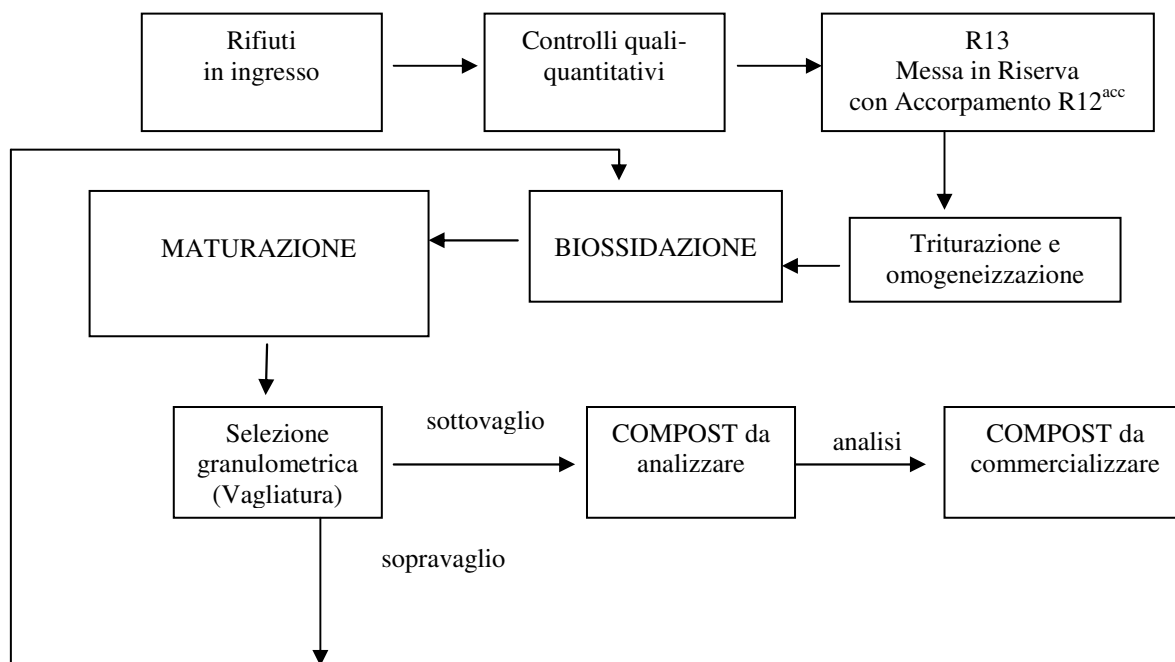 Rifiuti
in ingresso
Controlli quali-
quantitativi
R13
Messa in Riserva
con Accorpamento R12acc
Triturazione e
omogeneizzazione
BIOSSIDAZIONE
MATURAZIONE
Selezione
granulometrica
(Vagliatura)
sottovaglio
COMPOST da
analizzare
analisi
COMPOST da
commercializzare
sopravaglio